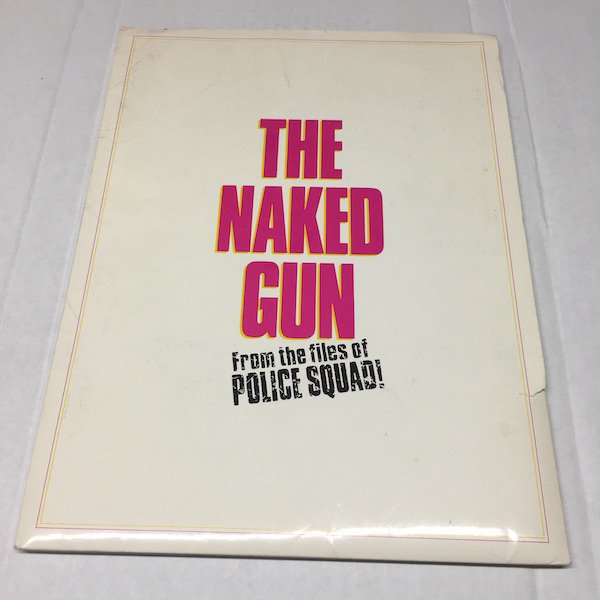 THE
NAKED
GUN
From the files of
POLICE SQUAD!